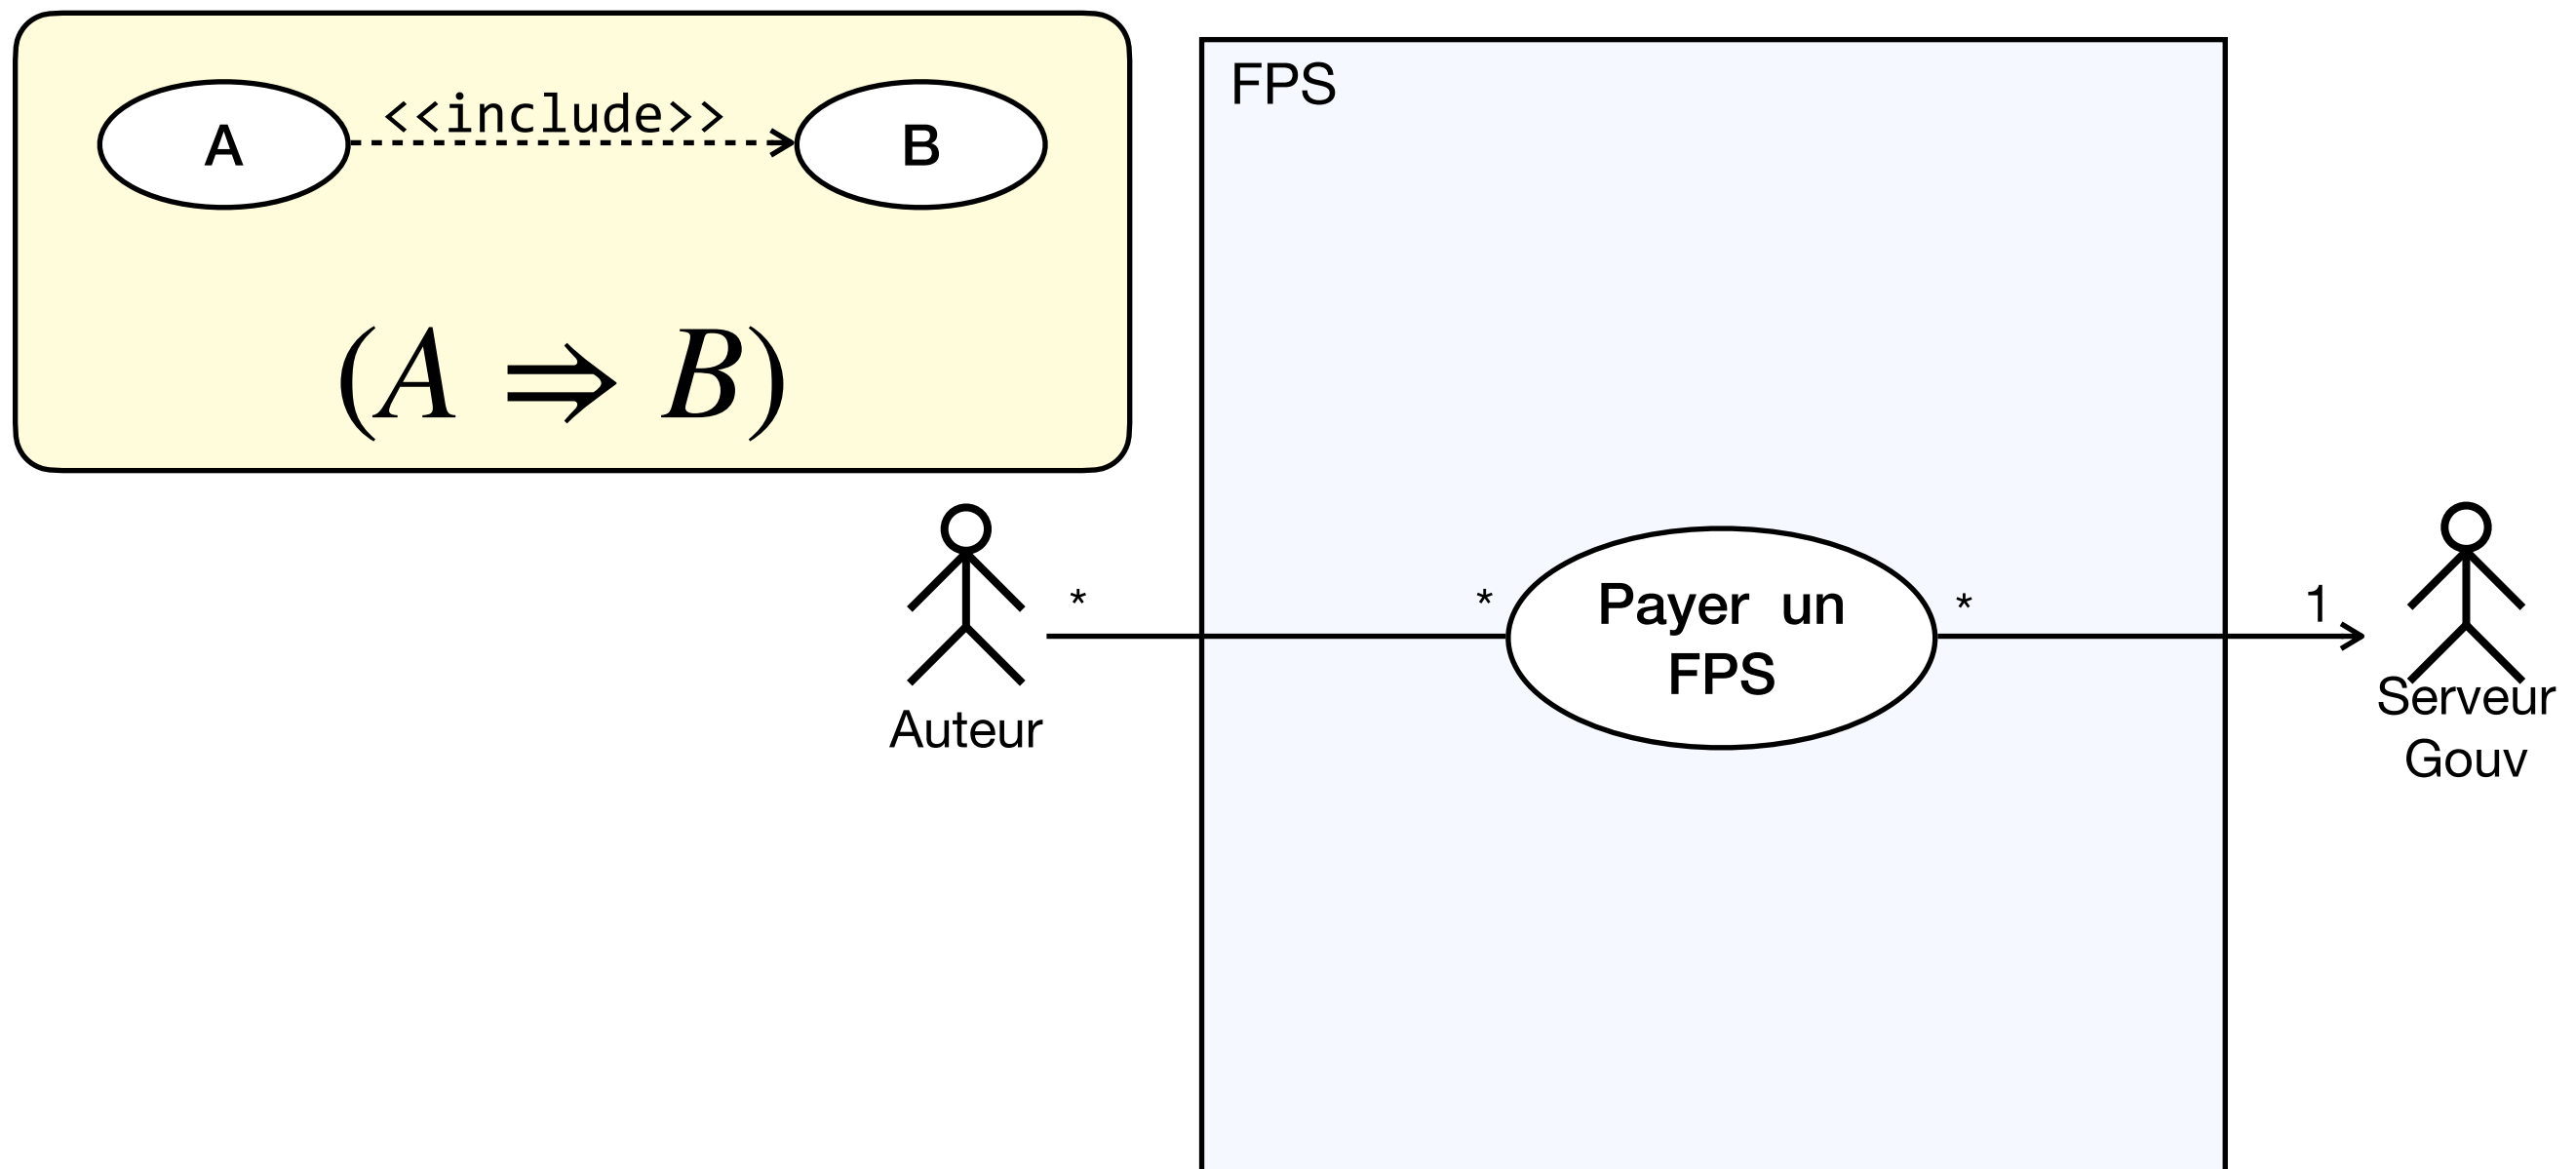 <<include>>
A
B
(A ⇒ B)
FPS
Auteur
*
*
Payer un
FPS
*
1
Serveur
Gouv